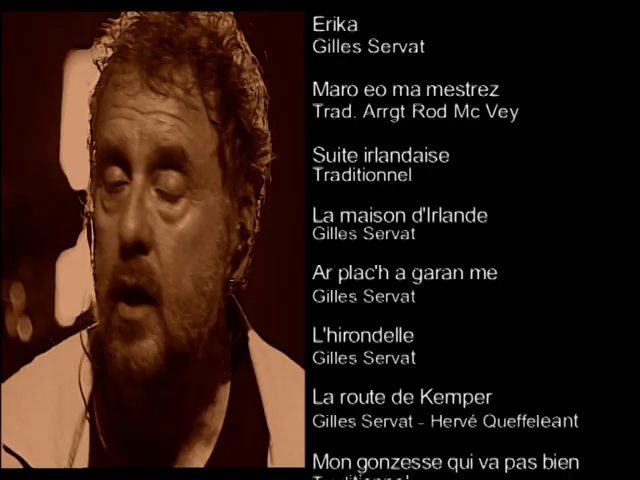 Erika
Gilles Servat
Maro eo ma mestrez
Trad. Arrgt Rod Mc Vey
Suite irlandaise
Traditionnel
La maison d'Irlande
Gilles Servat
Ar plac'h a garan me
Gilles Servat
L'hirondelle
Gilles Servat
La route de Kemper
Gilles Servat - Hervé Queffeleant
Mon gonzesse qui va pas bien
Traditionnel